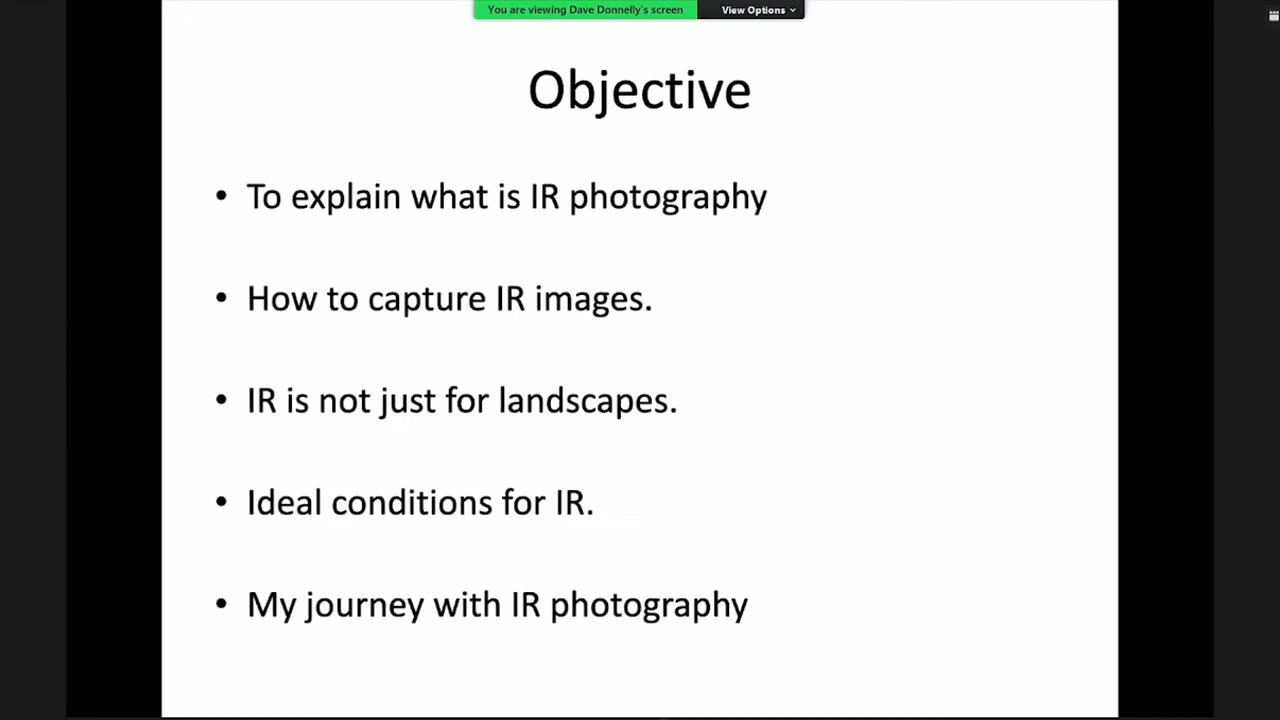 You are viewing Dave Donnelly's screen View Options
Objective
• To explain what is IR photography
• How to capture IR images.
• IR is not just for landscapes.
• Ideal conditions for IR.
• My journey with IR photography